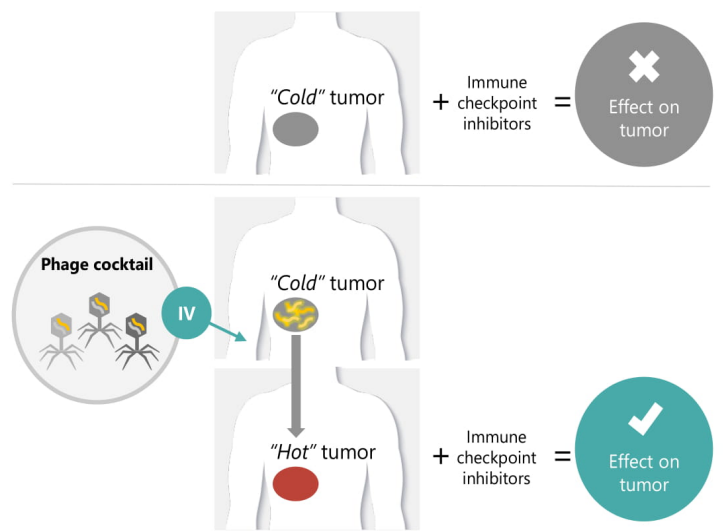 “Cold” tumor
+
Immune
checkpoint
inhibitors
=
Effect on
tumor
Phage cocktail
IV
“Cold” tumor
“Hot” tumor
+
Immune
checkpoint
inhibitors
=
Effect on
tumor